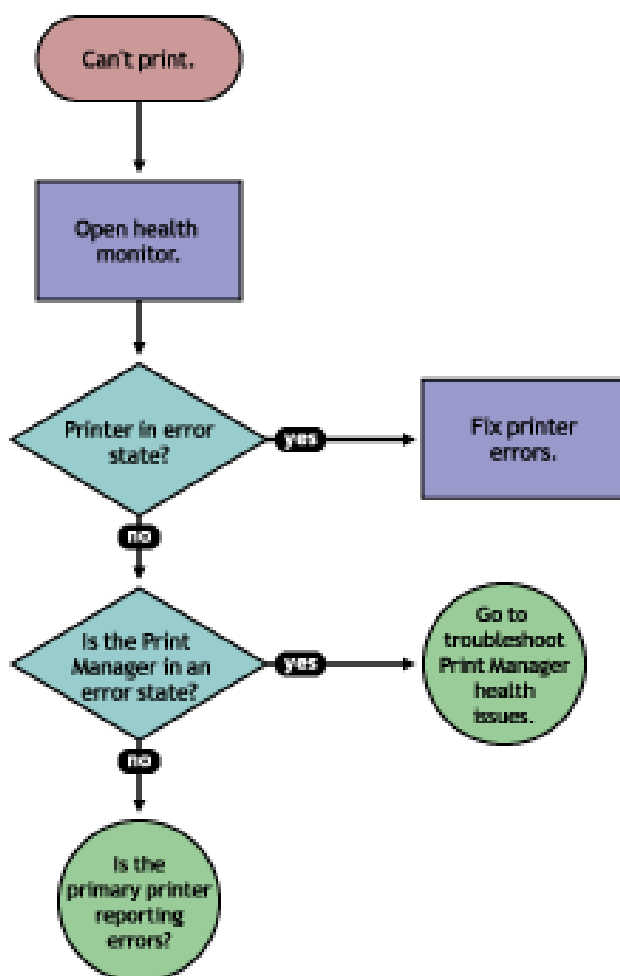 Can't print.
Open health
monitor.
Printer in error
state?
yes
Fix printer
errors.
no
Is the Print
Manager in an
error state?
yes
Go to
troubleshoot
Print Manager
health
issues.
no
Is the
primary printer
reporting
errors?